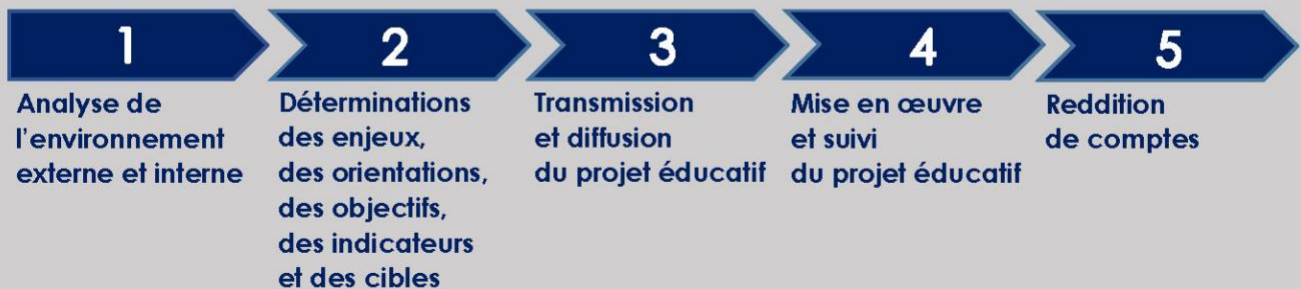 1
Analyse de
l'environnement
externe et interne
2
Déterminations
des enjeux,
des orientations,
des objectifs,
des indicateurs
et des cibles
3
Transmission
et diffusion
du projet éducatif
4
Mise en œuvre
et suivi
du projet éducatif
5
Reddition
de comptes